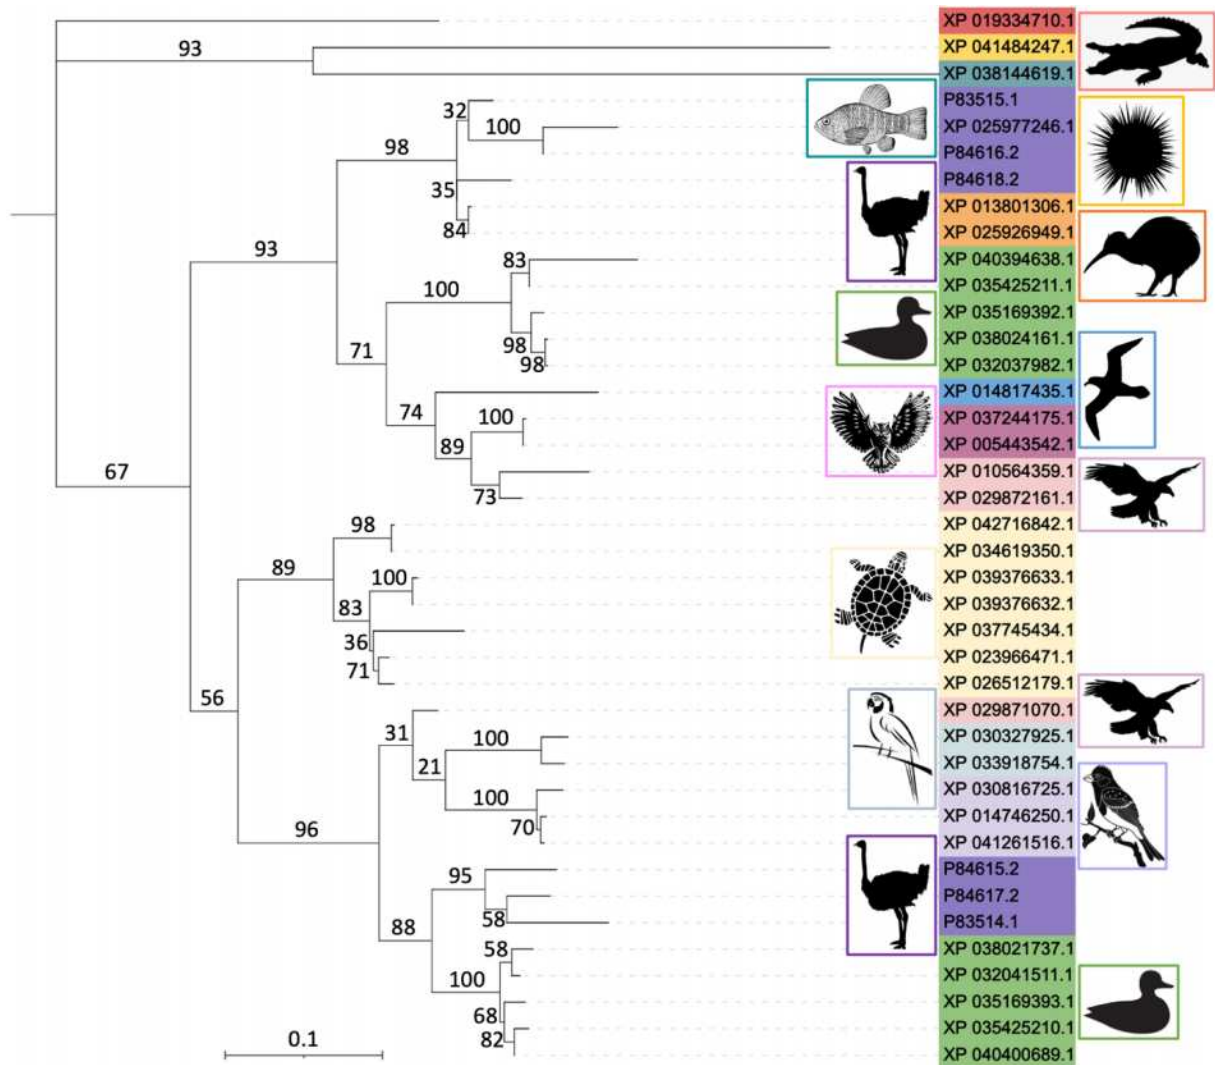 XP 019334710.1
93
XP 041484247.1
XP 038144619.1
P83515.1
32
100
XP 025977246.1
98
P84616.2
35
P84618.2
XP 013801306.1
84
XP 025926949.1
93
83
XP 040394638.1
XP 035425211.1
100
XP 035169392.1
98
XP 038024161.1
71
98
XP 032037982.1
XP 014817435.1
74
100
XP 037244175.1
89
XP 005443542.1
67
XP 010564359.1
73
XP 029872161.1
98
XP 042716842.1
XP 034619350.1
89
100
XP 039376633.1
83
XP 039376632.1
36
XP 037745434.1
71
XP 023966471.1
XP 026512179.1
56
XP 029871070.1
31
100
XP 030327925.1
21
XP 033918754.1
100
XP 030816725.1
70
XP 014746250.1
96
XP 041261516.1
95
P84615.2
P84617.2
58
P83514.1
88
58
XP 038021737.1
100
XP 032041511.1
68
XP 035169393.1
82
XP 035425210.1
0.1
XP 040400689.1